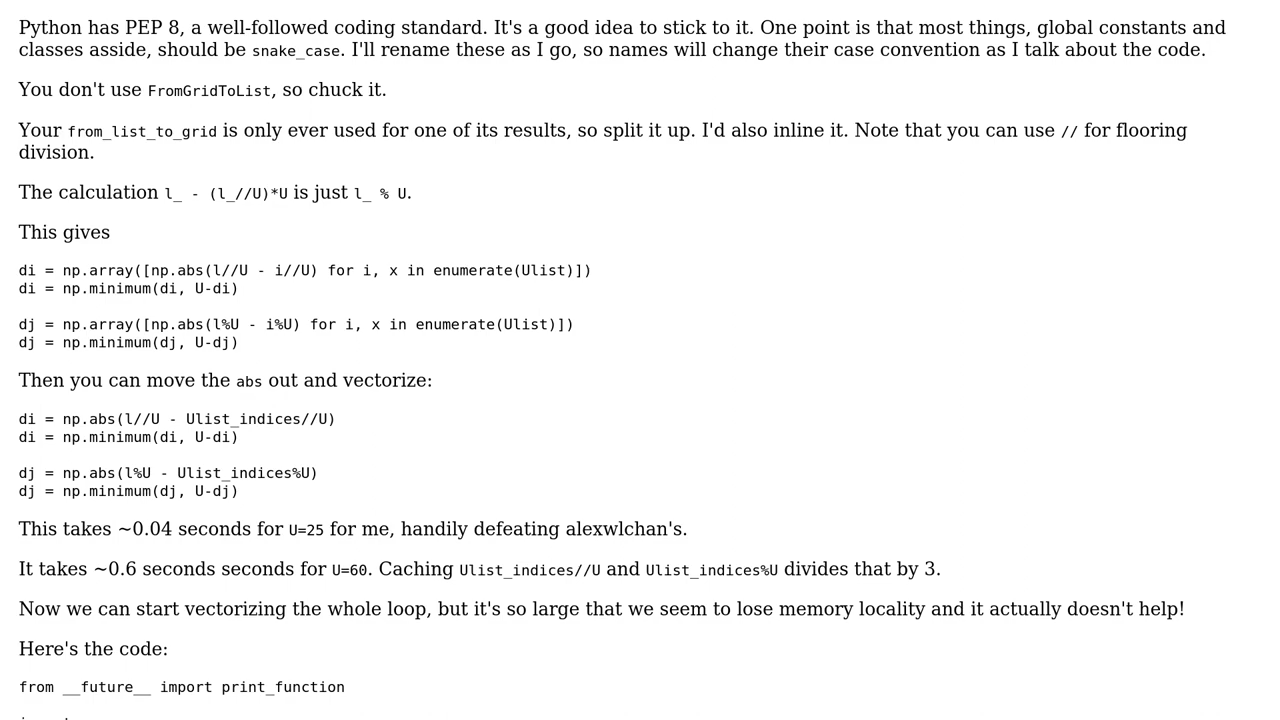 Python has PEP 8, a well-followed coding standard. It's a good idea to stick to it. One point is that most things, global constants and
classes asside, should be snake_case. I'll rename these as I go, so names will change their case convention as I talk about the code.
You don't use FromGridToList, so chuck it.
Your from_list_to_grid is only ever used for one of its results, so split it up. I'd also inline it. Note that you can use // for flooring
division.
The calculation l_ - (l_//U)*U is just l_ % U.
This gives
di = np.array([np.abs(l//U - i//U) for i, x in enumerate(Ulist)])
di = np.minimum(di, U-di)
dj = np.array([np.abs(l%U - i%U) for i, x in enumerate(Ulist)])
dj = np.minimum(dj, U-dj)
Then you can move the abs out and vectorize:
di = np.abs(l//U - Ulist_indices//U)
di = np.minimum(di, U-di)
dj = np.abs(l%U - Ulist_indices%U)
dj = np.minimum(dj, U-dj)
This takes ~0.04 seconds for U=25 for me, handily defeating alexwlchan's.
It takes ~0.6 seconds seconds for U=60. Caching Ulist_indices//U and Ulist_indices%U divides that by 3.
Now we can start vectorizing the whole loop, but it's so large that we seem to lose memory locality and it actually doesn't help!
Here's the code:
from __future__ import print_function